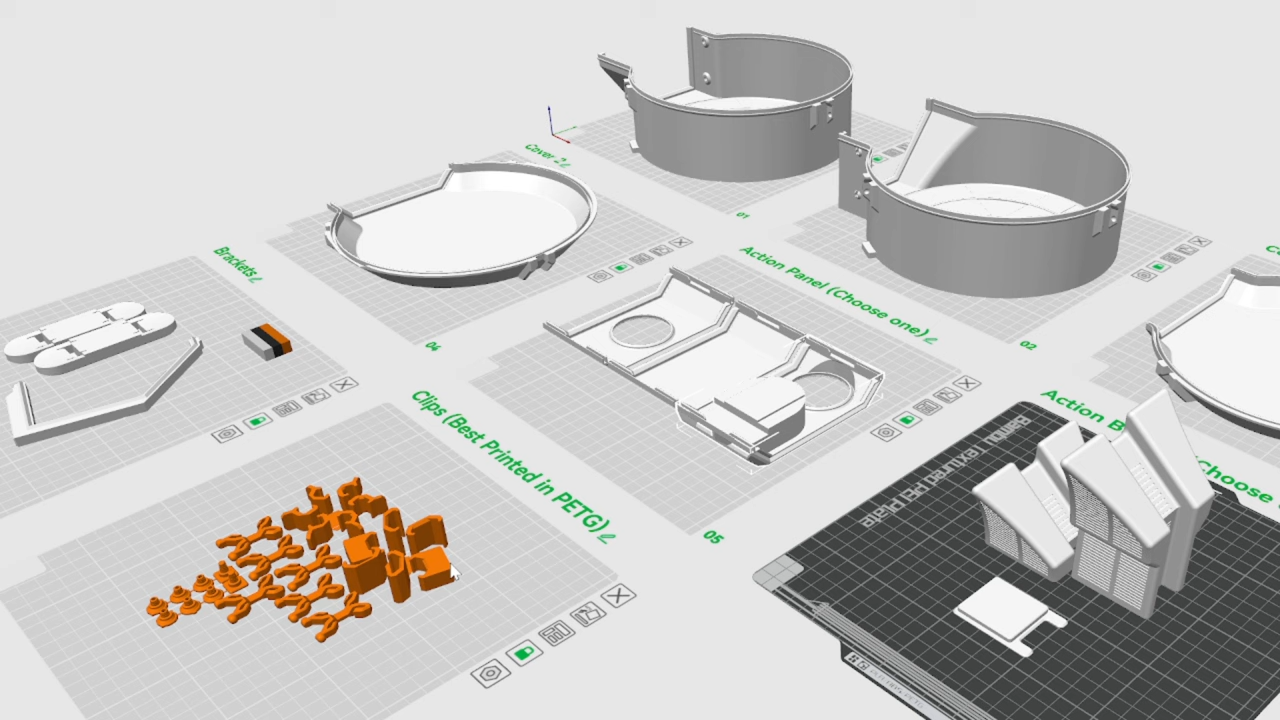 Cover 2
01
Brackets
04
Action Panel (Choose one)
02
Clips (Best Printed in PETG)
05
Action B
Choose
Bambu Textured PEI Plate